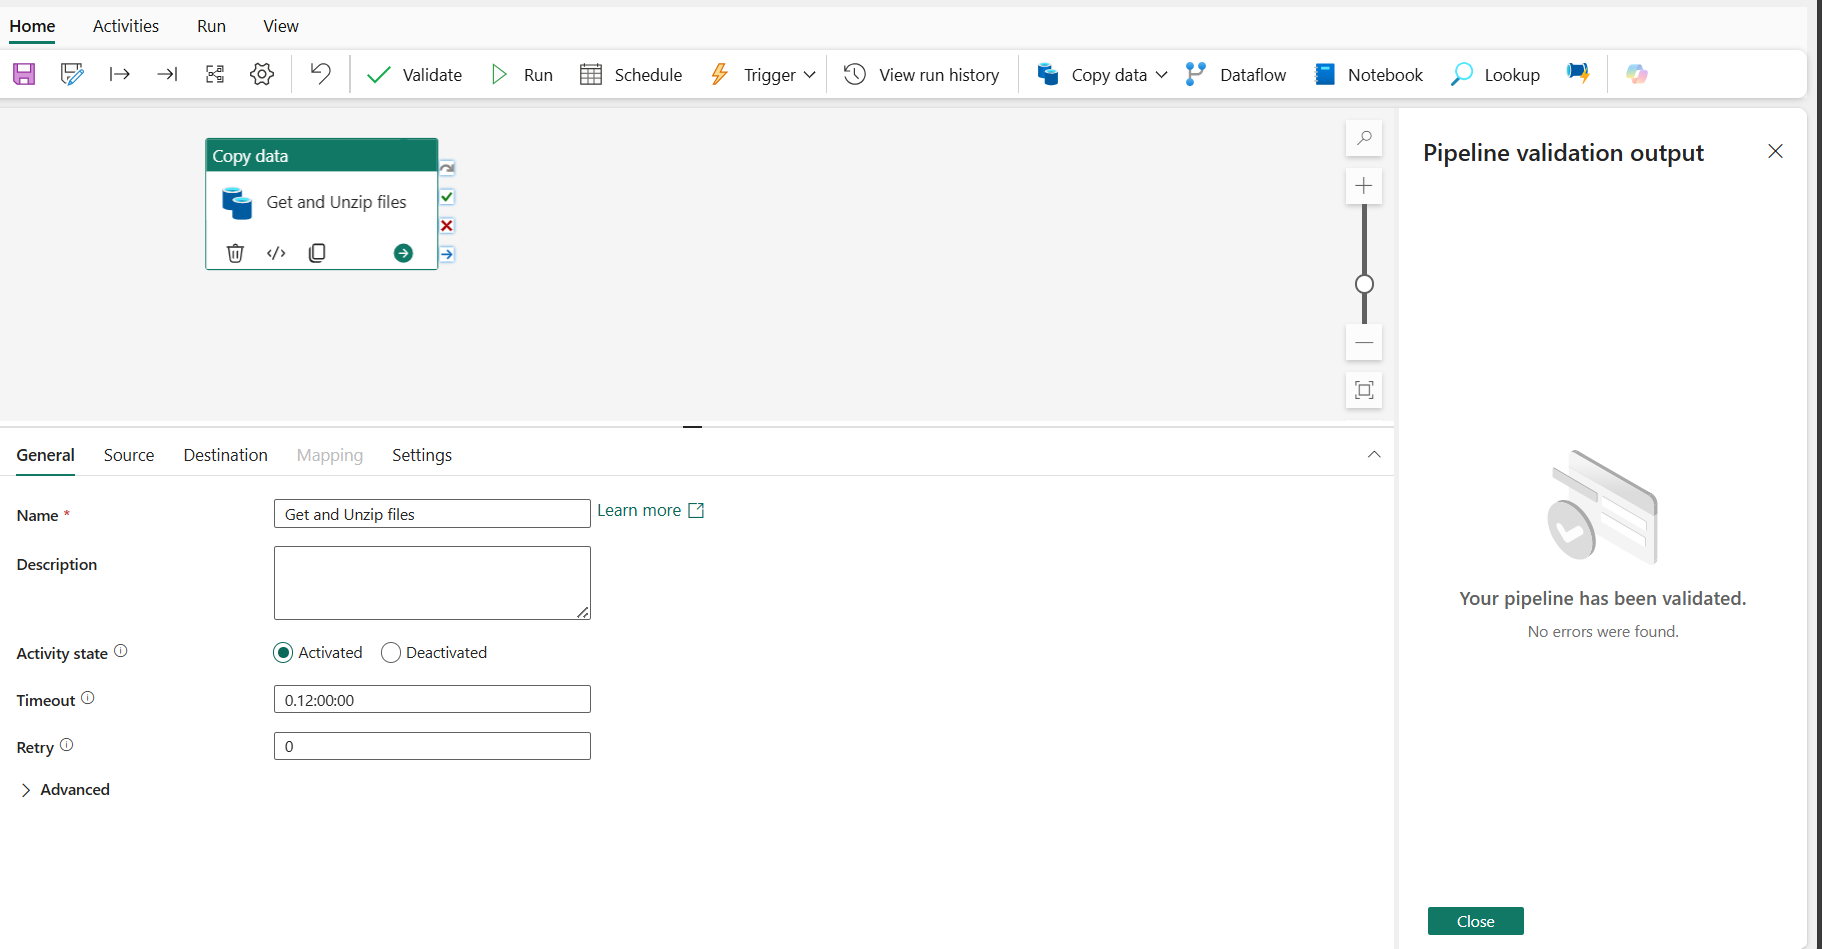 Home Activities Run View
Validate Run Schedule Trigger View run history Copy data Dataflow Notebook Lookup
Copy data
Get and Unzip files
Pipeline validation output
Your pipeline has been validated.
No errors were found.
Close
General Source Destination Mapping Settings
Name * Get and Unzip files Learn more
Description
Activity state Activated Deactivated
Timeout 0.12:00:00
Retry 0
Advanced